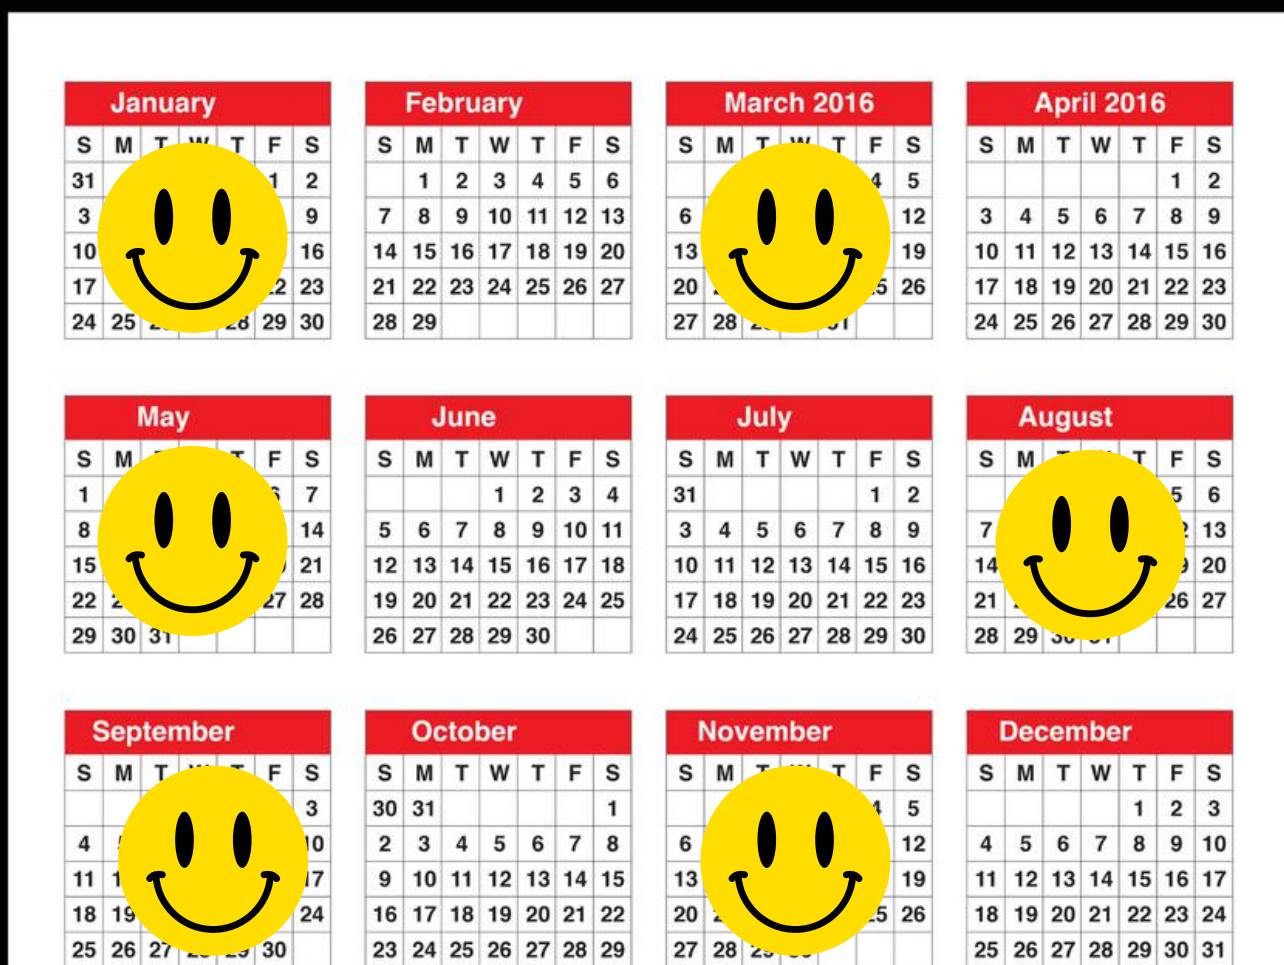 January
S M T W T F S
31 1 2
3 9
10 16
17 22 23
24 25 28 29 30
February
S M T W T F S
1 2 3 4 5 6
7 8 9 10 11 12 13
14 15 16 17 18 19 20
21 22 23 24 25 26 27
28 29
March 2016
S M T W T F S
4 5
6 12
13 19
20 25 26
27 28 31
April 2016
S M T W T F S
1 2
3 4 5 6 7 8 9
10 11 12 13 14 15 16
17 18 19 20 21 22 23
24 25 26 27 28 29 30
May
S M F S
1 7
8 14
15 21
22 27 28
29 30 31
June
S M T W T F S
1 2 3 4
5 6 7 8 9 10 11
12 13 14 15 16 17 18
19 20 21 22 23 24 25
26 27 28 29 30
July
S M T W T F S
31 1 2
3 4 5 6 7 8 9
10 11 12 13 14 15 16
17 18 19 20 21 22 23
24 25 26 27 28 29 30
August
S M T F S
5 6
7 13
14 20
21 26 27
28 29 30 31
September
S M T F S
3
4 10
11 17
18 19 24
25 26 27 28 29 30
October
S M T W T F S
30 31 1
2 3 4 5 6 7 8
9 10 11 12 13 14 15
16 17 18 19 20 21 22
23 24 25 26 27 28 29
November
S M T T F S
4 5
6 12
13 19
20 25 26
27 28 29 30
December
S M T W T F S
1 2 3
4 5 6 7 8 9 10
11 12 13 14 15 16 17
18 19 20 21 22 23 24
25 26 27 28 29 30 31